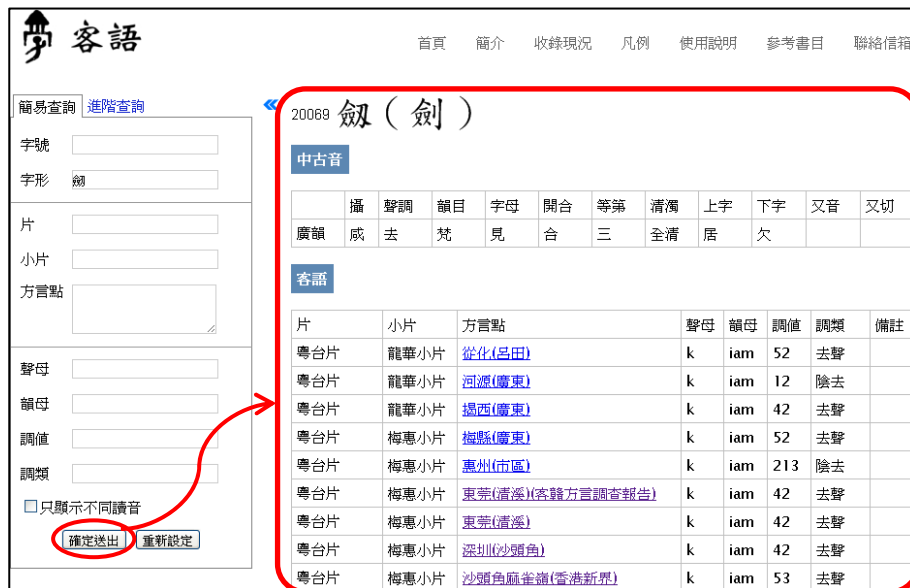 夢 客語
首頁 簡介 收錄現況 凡例 使用說明 參考書目 聯絡信箱
簡易查詢 進階查詢
字號
字形 劒
片
小片
方言點
聲母
韻母
調值
調類
只顯示不同讀音
確定送出 重新設定
20069 劒（劍）
中古音
攝 聲調 韻目 字母 開合 等第 清濁 上字 下字 又音 又切
廣韻 咸 去 梵 見 合 三 全清 居 欠
客語
片 小片 方言點 聲母 韻母 調值 調類 備註
粵台片 龍華小片 從化(呂田) k iam 52 去聲
粵台片 龍華小片 河源(廣東) k iam 12 陰去
粵台片 龍華小片 揭西(廣東) k iam 42 去聲
粵台片 梅惠小片 梅縣(廣東) k iam 52 去聲
粵台片 梅惠小片 惠州(市區) k iam 213 陰去
粵台片 梅惠小片 東莞(清溪)(客贛方言調查報告) k iam 42 去聲
粵台片 梅惠小片 東莞(清溪) k iam 42 去聲
粵台片 梅惠小片 深圳(沙頭角) k iam 42 去聲
粵台片 梅惠小片 沙頭角麻雀嶺(香港新界) k iam 53 去聲